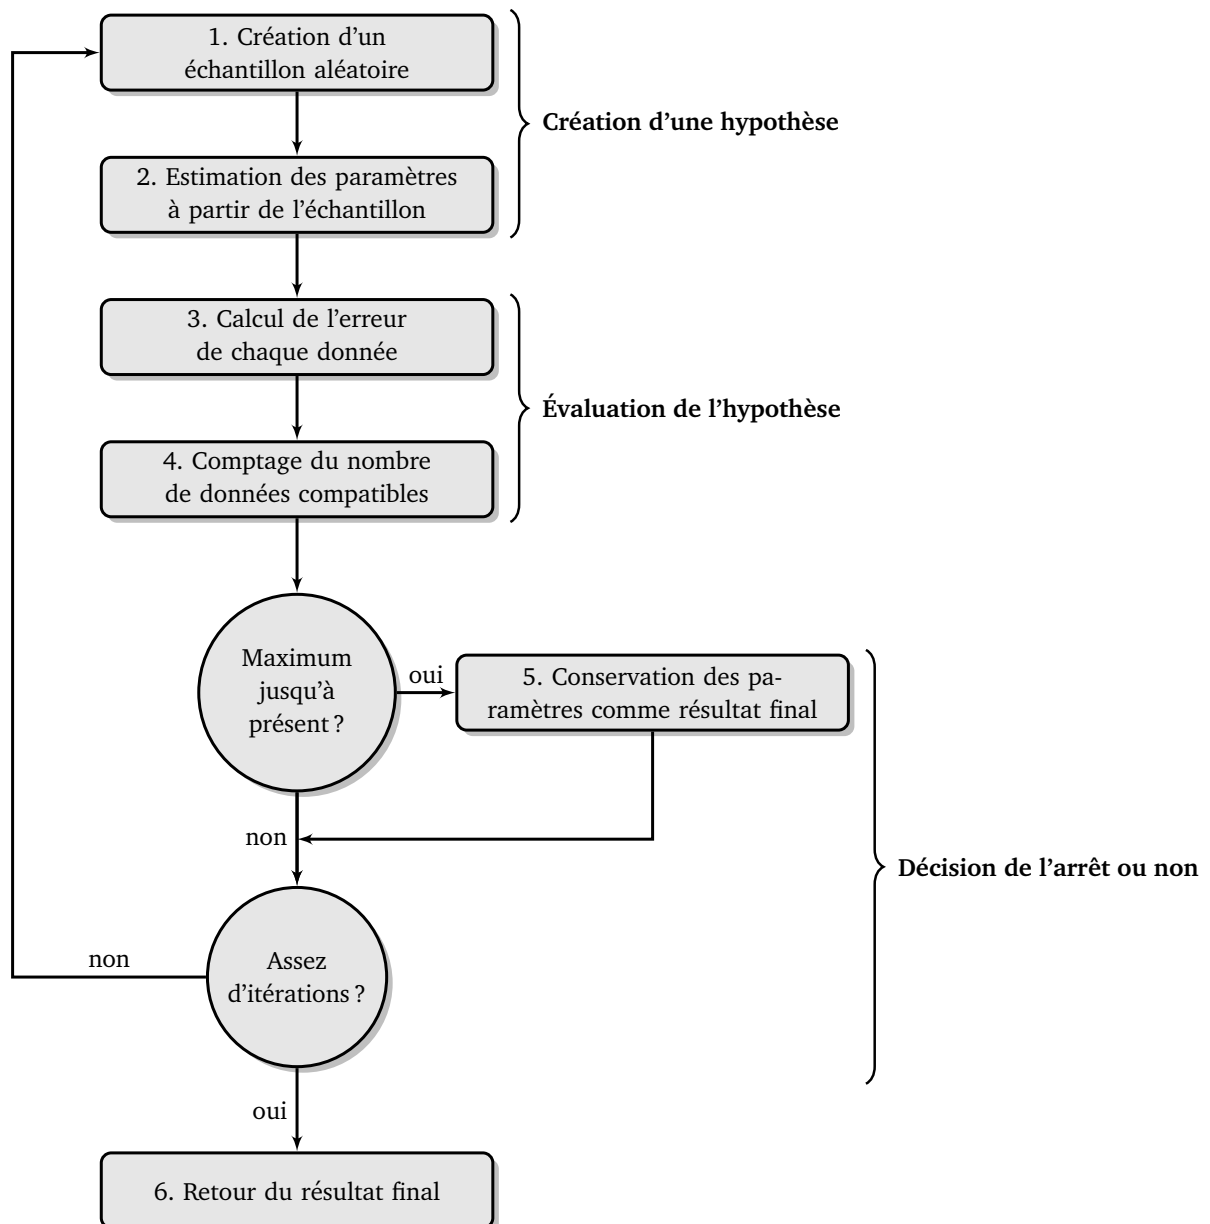 1. Création d’un
échantillon aléatoire
Création d’une hypothèse
2. Estimation des paramètres
à partir de l’échantillon
3. Calcul de l’erreur
de chaque donnée
Évaluation de l’hypothèse
4. Comptage du nombre
de données compatibles
Maximum
jusqu’à
présent ?
oui
5. Conservation des pa-
ramètres comme résultat final
non
Décision de l’arrêt ou non
non
Assez
d’itérations ?
oui
6. Retour du résultat final